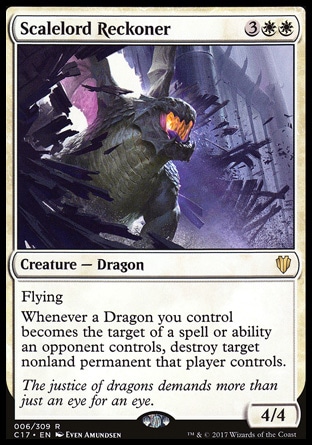 Scalelord Reckoner 3
Creature — Dragon
Flying
Whenever a Dragon you control
becomes the target of a spell or ability
an opponent controls, destroy target
nonland permanent that player controls.
The justice of dragons demands more than
just an eye for an eye.
4/4
006/309 R
C17 • EN Even Amundsen
™ & © 2017 Wizards of the Coast